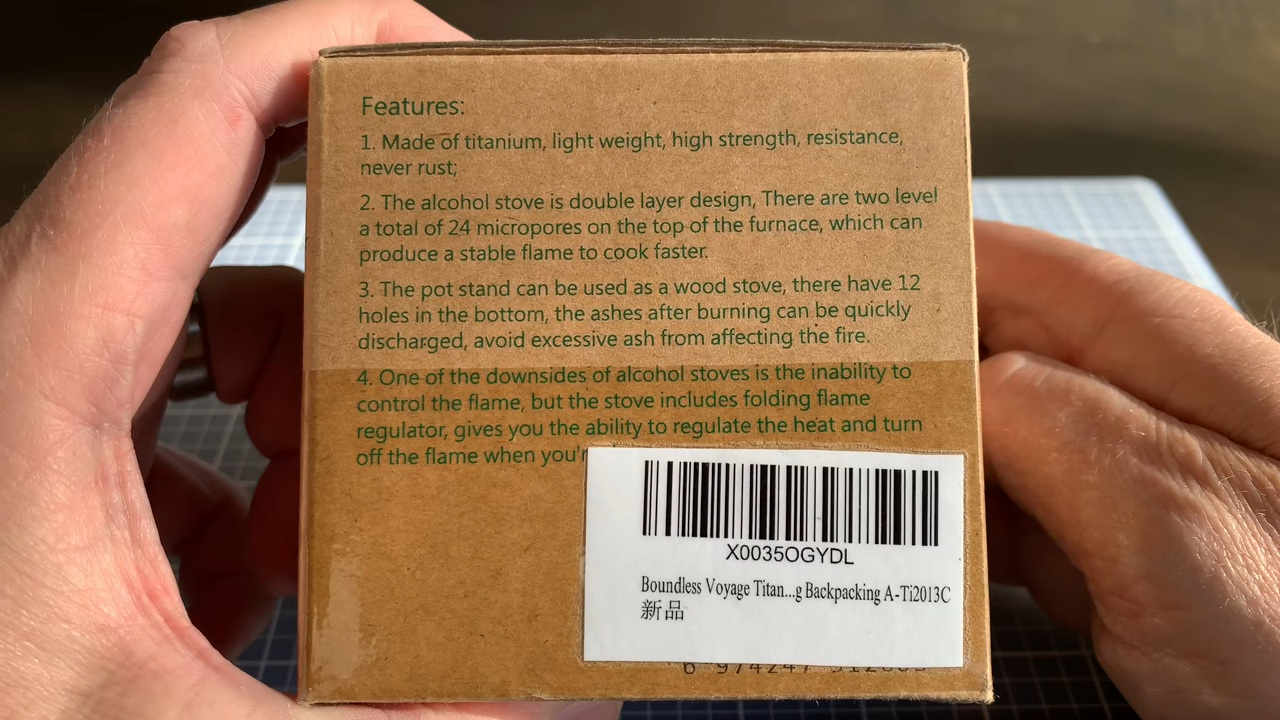 Features:
1. Made of titanium, light weight, high strength, resistance,
never rust;
2. The alcohol stove is double layer design, There are two level
a total of 24 micropores on the top of the furnace, which can
produce a stable flame to cook faster.
3. The pot stand can be used as a wood stove, there have 12
holes in the bottom, the ashes after burning can be quickly
discharged, avoid excessive ash from affecting the fire.
4. One of the downsides of alcohol stoves is the inability to
control the flame, but the stove includes folding flame
regulator, gives you the ability to regulate the heat and turn
off the flame when
X0035OGYDL
Boundless Voyage Titan...g Backpacking A-Ti2013C
新品
6 974247